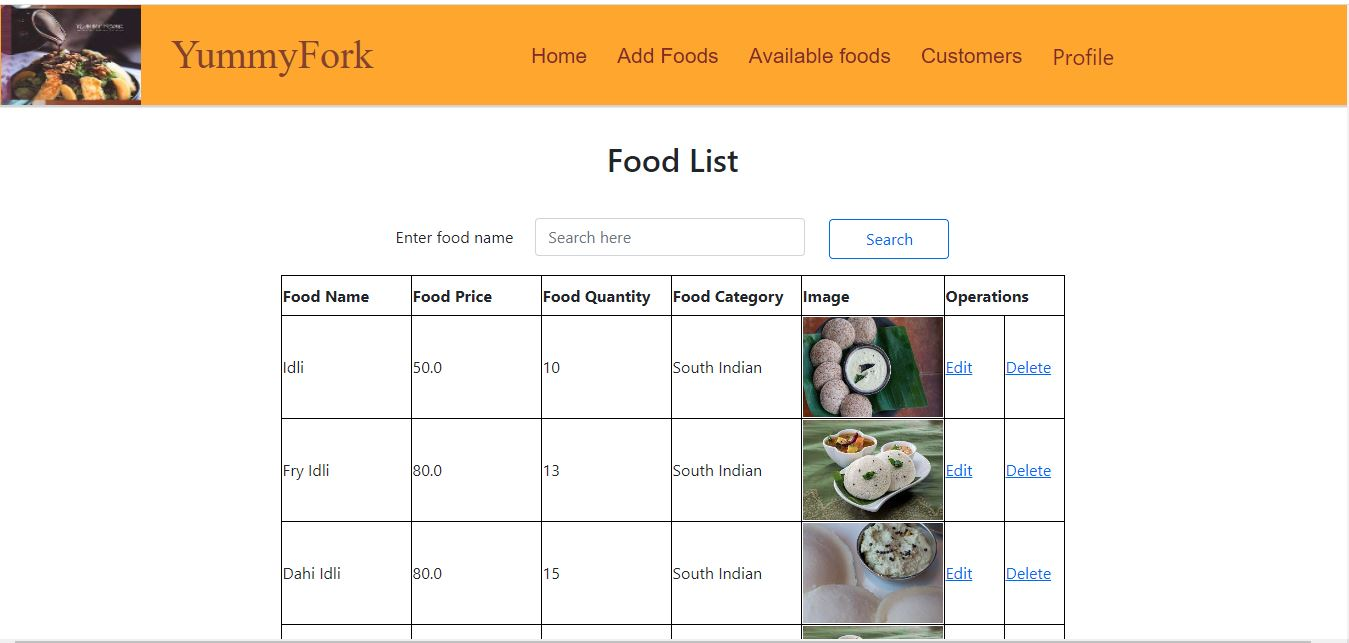 YummyFork
Home Add Foods Available foods Customers Profile
Food List
Enter food name Search here Search
Food Name Food Price Food Quantity Food Category Image Operations
Idli 50.0 10 South Indian Edit Delete
Fry Idli 80.0 13 South Indian Edit Delete
Dahi Idli 80.0 15 South Indian Edit Delete